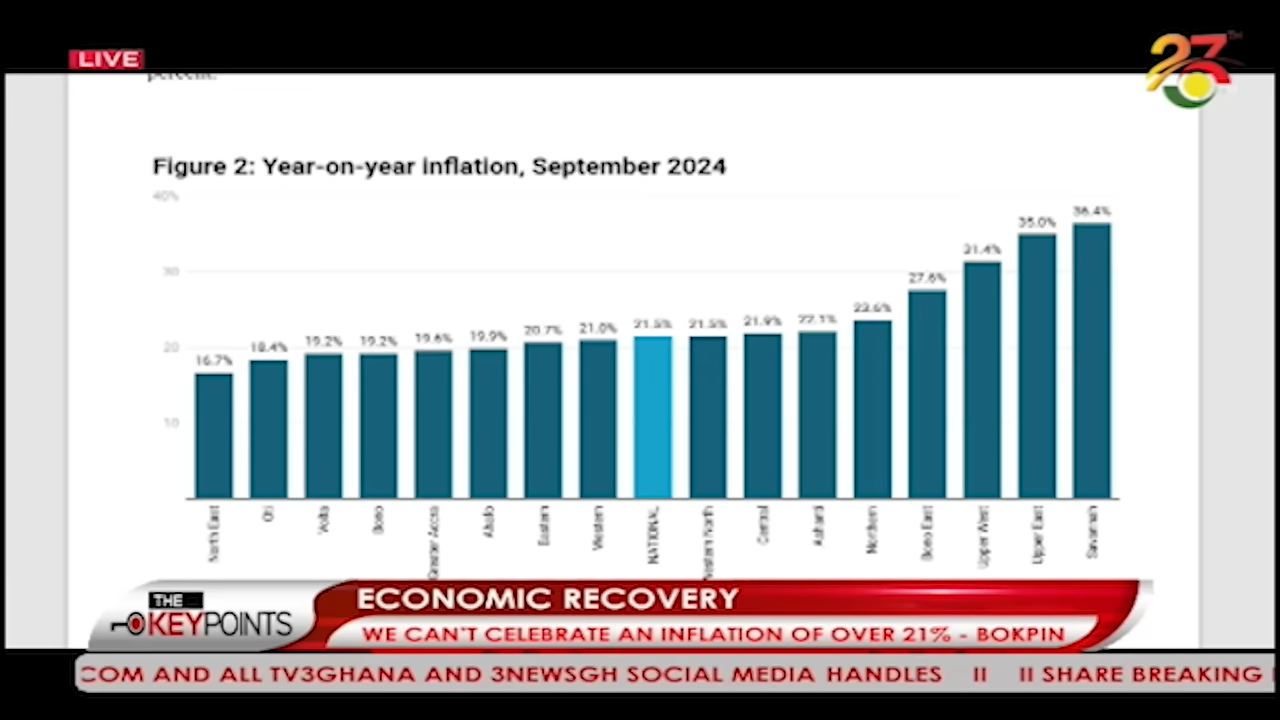 LIVE
23
TH
percent.
Figure 2: Year-on-year inflation, September 2024
40%
30
20
10
16.7%
18.4%
19.2%
19.2%
19.6%
19.9%
20.7%
21.0%
21.5%
21.5%
21.9%
22.1%
23.6%
27.6%
31.4%
35.0%
36.4%
North East
Oti
Volta
Bono
Greater Accra
Ahafo
Eastern
Western
NATIONAL
Western North
Central
Ashanti
Northern
Bono East
Upper West
Upper East
Savannah
THE
KEYPOINTS
ECONOMIC RECOVERY
WE CAN'T CELEBRATE AN INFLATION OF OVER 21% - BOKPIN
COM AND ALL TV3GHANA AND 3NEWSGH SOCIAL MEDIA HANDLES II II SHARE BREAKING